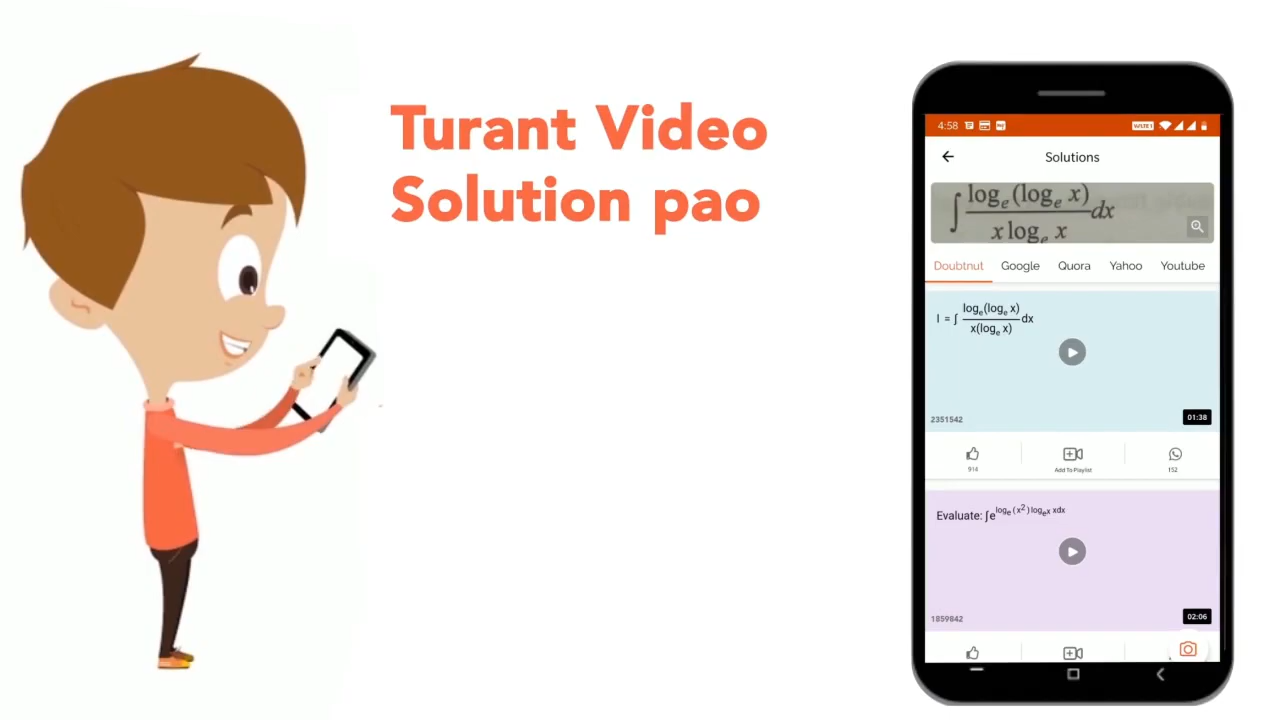 Turant Video
Solution pao
4:58
Solutions
∫ logₑ(logₑ x) / x logₑ x dx
Doubtnut Google Quora Yahoo Youtube
I = ∫ logₑ(logₑ x) / x(logₑ x) dx
2351542 01:38
914 Add To Playlist 152
Evaluate: ∫e^logₑ(x²)logₑx xdx
1859842 02:06